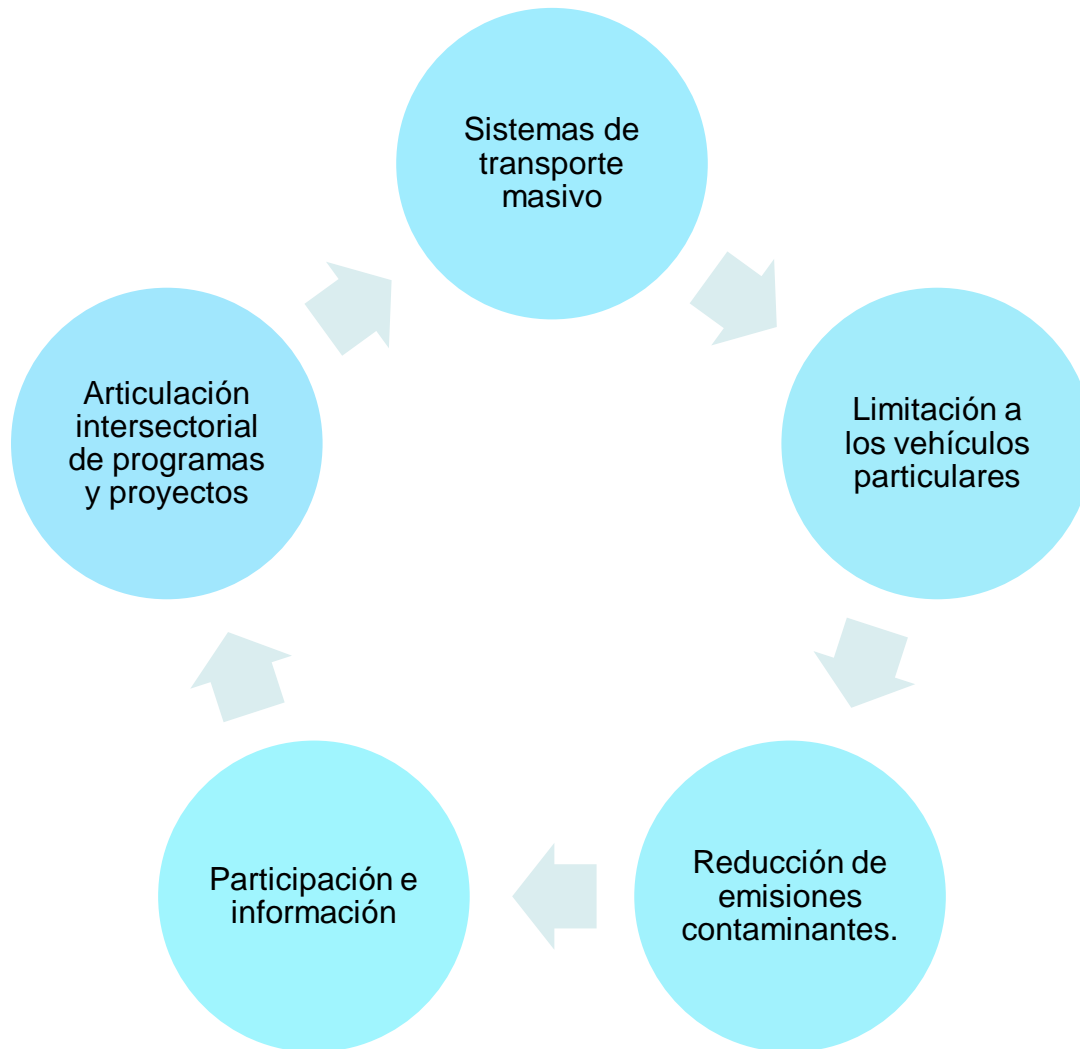 Sistemas de
transporte
masivo
Limitación a
los vehículos
particulares
Reducción de
emisiones
contaminantes.
Participación e
información
Articulación
intersectorial
de programas
y proyectos